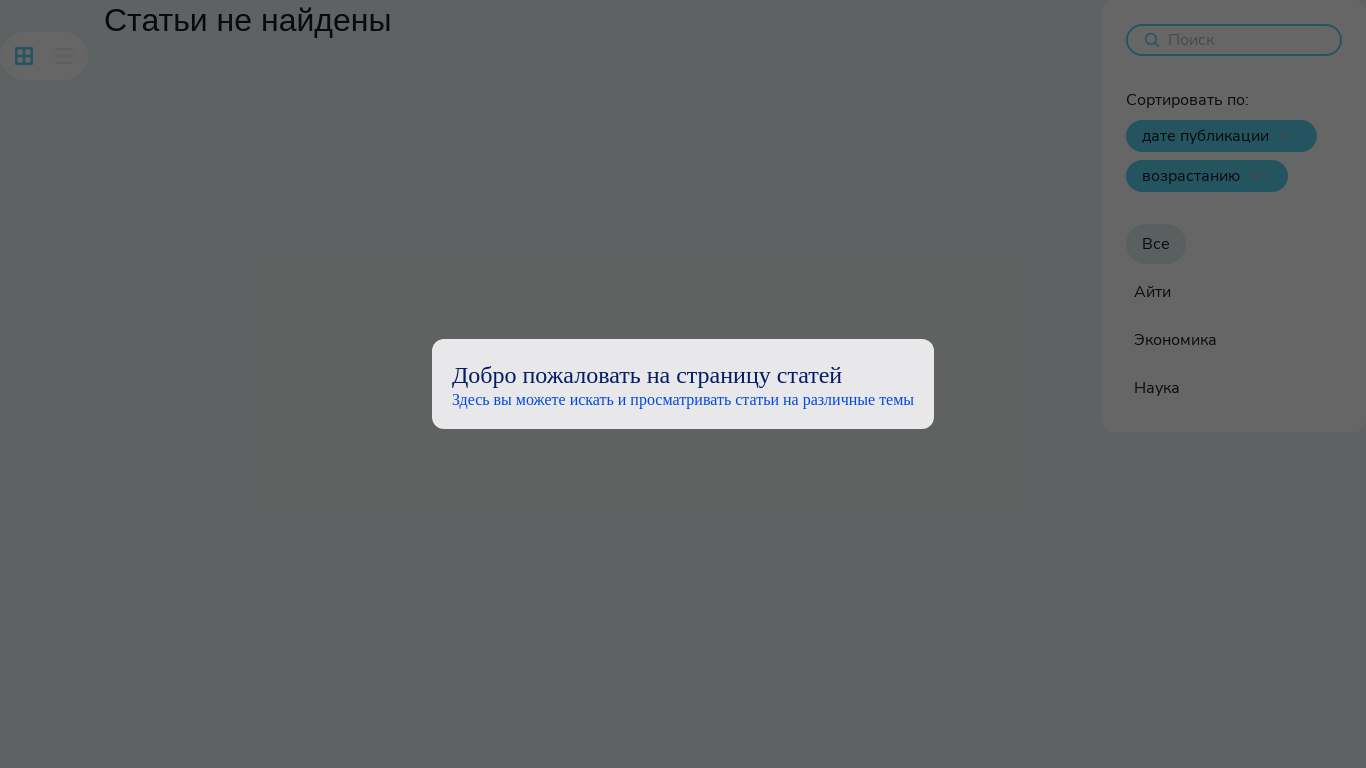 Статьи не найдены
Поиск
Сортировать по:
дате публикации
возрастанию
Все
Айти
Экономика
Наука
Добро пожаловать на страницу статей
Здесь вы можете искать и просматривать статьи на различные темы